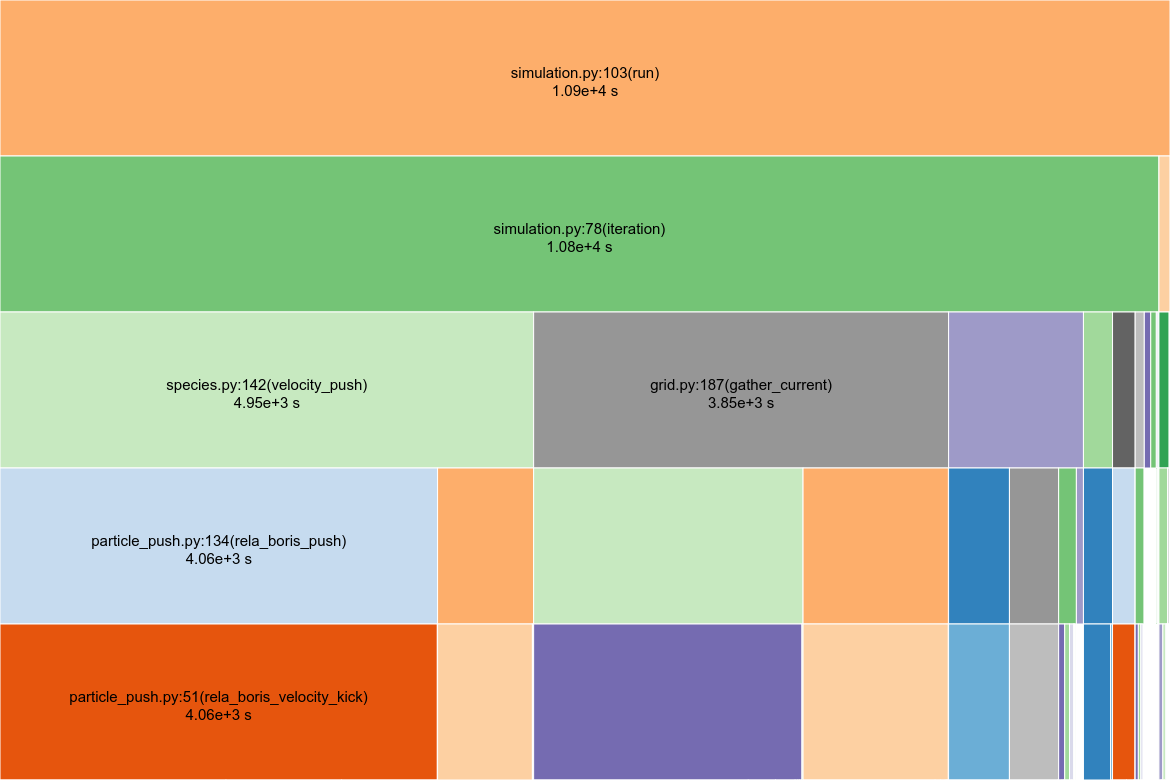 simulation.py:103(run)
1.09e+4 s
simulation.py:78(iteration)
1.08e+4 s
species.py:142(velocity_push)
4.95e+3 s
grid.py:187(gather_current)
3.85e+3 s
particle_push.py:134(rela_boris_push)
4.06e+3 s
particle_push.py:51(rela_boris_velocity_kick)
4.06e+3 s